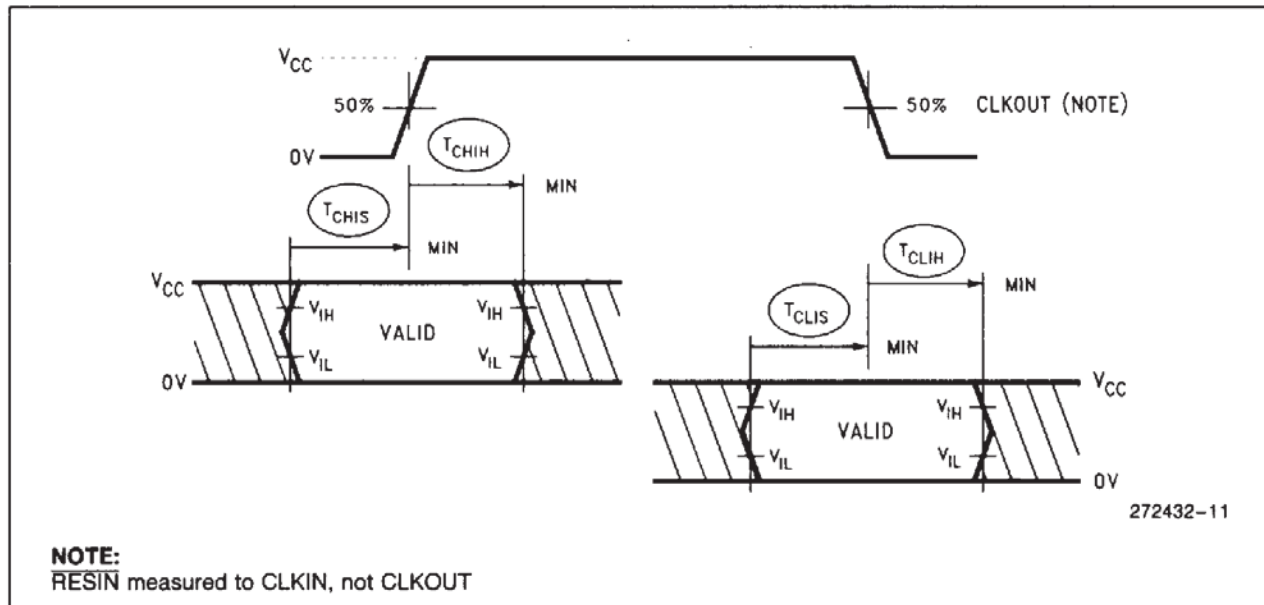 VCC
50%
50% CLKOUT (NOTE)
0V
TCHIH
MIN
TCHIS
MIN
TCLIH
MIN
TCLIS
MIN
VCC
VIH
VIH
VALID
VIL
VIL
0V
VCC
VIH
VIH
VALID
VIL
VIL
0V
272432-11
NOTE:
RESIN measured to CLKIN, not CLKOUT